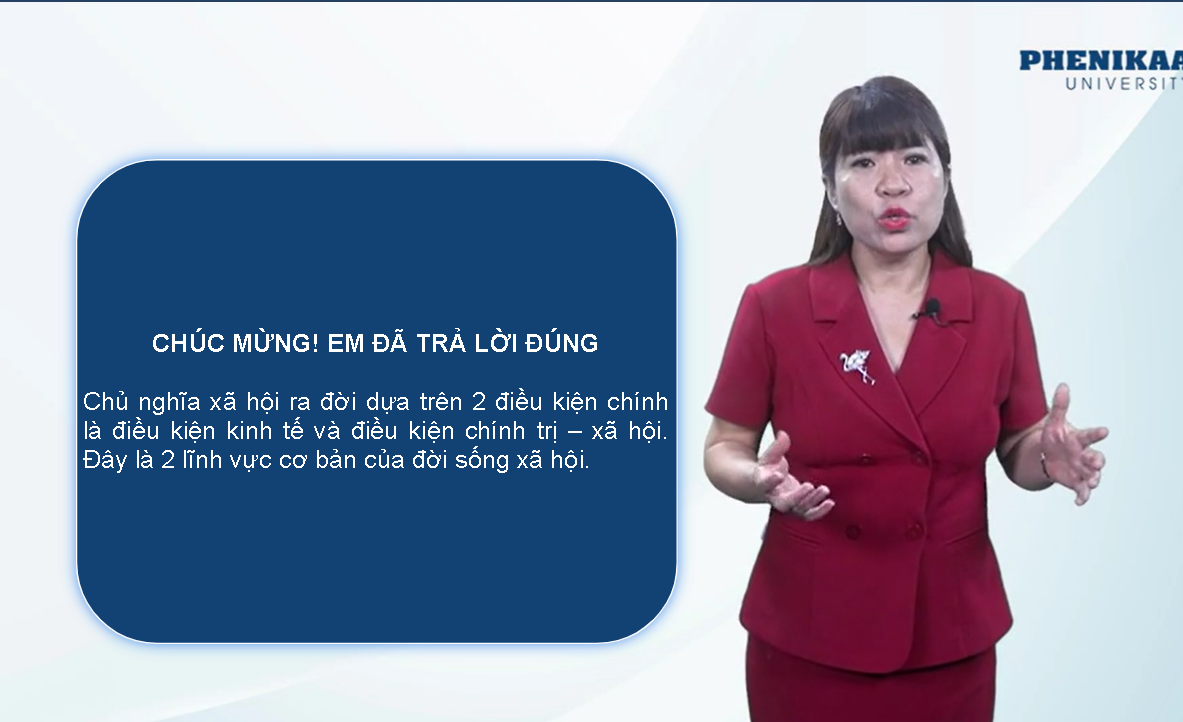 PHENIKAA
UNIVERSITY
CHÚC MỪNG! EM ĐÃ TRẢ LỜI ĐÚNG
Chủ nghĩa xã hội ra đời dựa trên 2 điều kiện chính
là điều kiện kinh tế và điều kiện chính trị – xã hội.
Đây là 2 lĩnh vực cơ bản của đời sống xã hội.